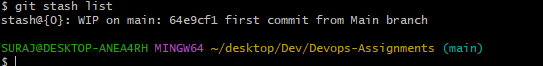 $ git stash list
stash@{0}: WIP on main: 64e9cf1 first commit from Main branch
SURAJ@DESKTOP-ANEA4RH MINGW64 ~/desktop/Dev/Devops-Assignments (main)
$